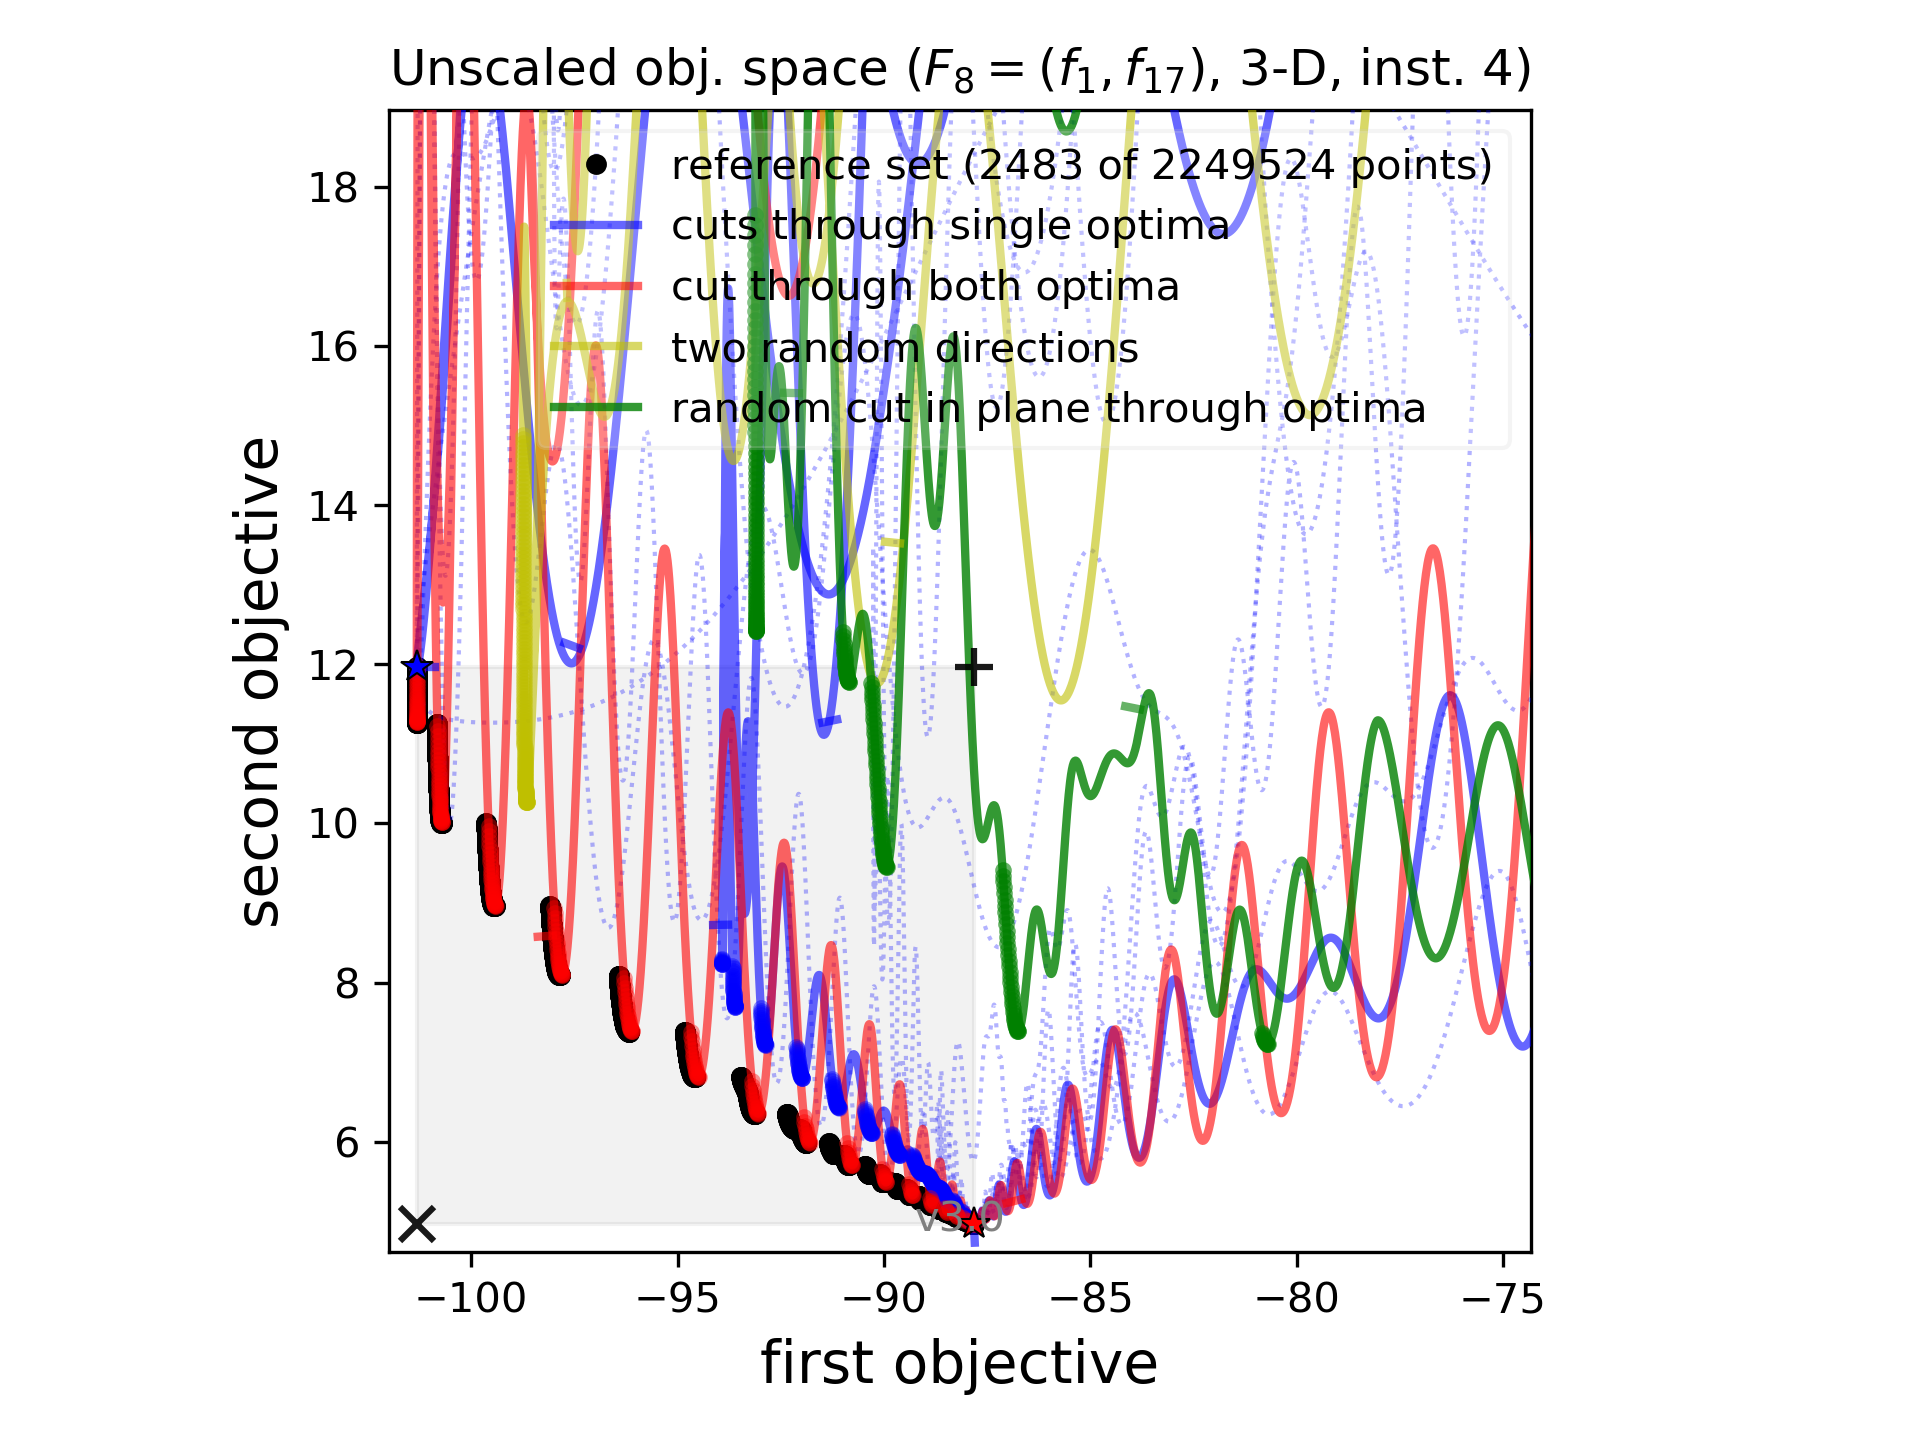 Unscaled obj. space (F₈ = (f₁, f₁₇), 3-D, inst. 4)
reference set (2483 of 2249524 points)
cuts through single optima
cut through both optima
two random directions
random cut in plane through optima
18
16
14
12
10
8
6
second objective
v3.0
−100
−95
−90
−85
−80
−75
first objective